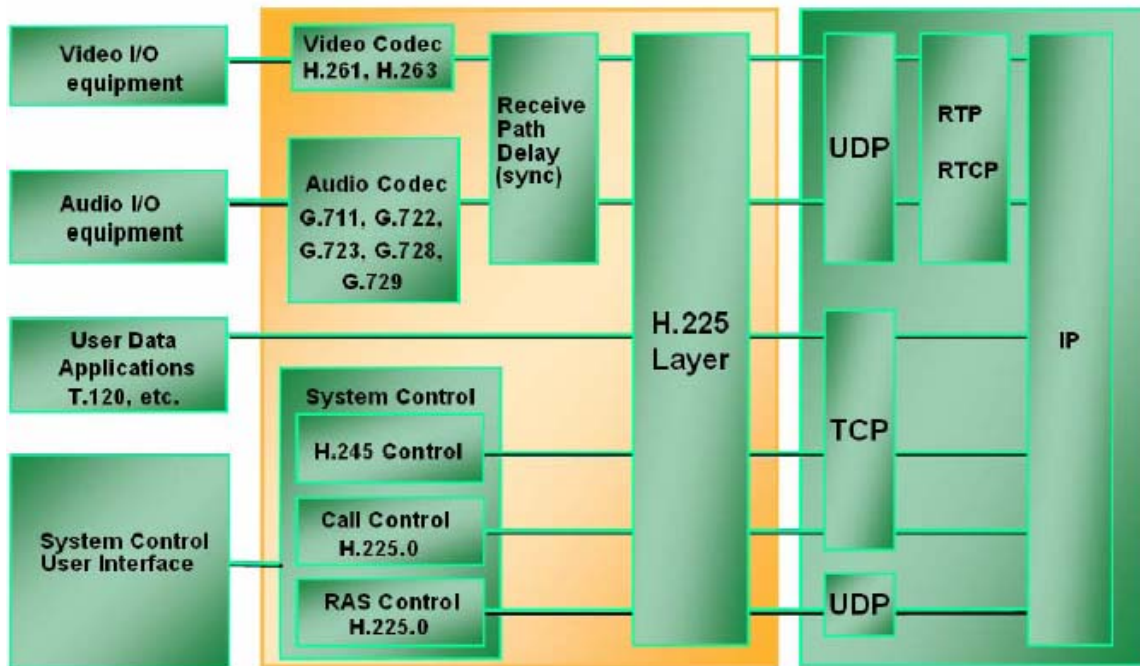 Video I/O
equipment
Video Codec
H.261, H.263
Receive
Path
Delay
(sync)
Audio I/O
equipment
Audio Codec
G.711, G.722,
G.723, G.728,
G.729
User Data
Applications
T.120, etc.
System Control
User Interface
System Control
H.245 Control
Call Control
H.225.0
RAS Control
H.225.0
H.225
Layer
UDP
RTP
RTCP
TCP
UDP
IP